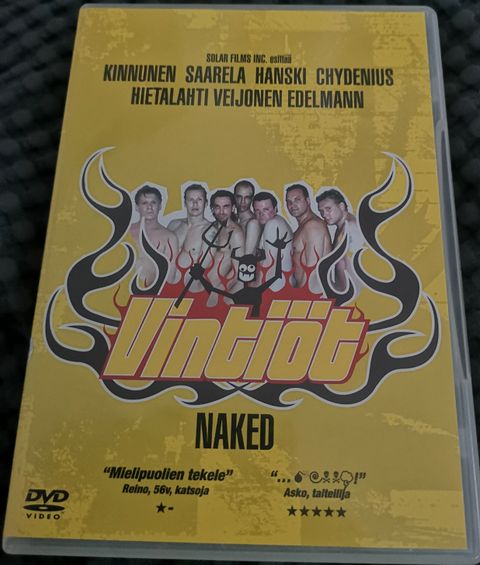 SOLAR FILMS INC. esittää
KINNUNEN SAARELA HANSKI CHYDENIUS
HIETALAHTI VEIJONEN EDELMANN
Vintiöt
NAKED
"Mielipuolien tekele"
Reino, 56v, katsoja
★-
"...💣@☠☠🗯!"
Asko, taiteilija
★★★★★
DVD
VIDEO